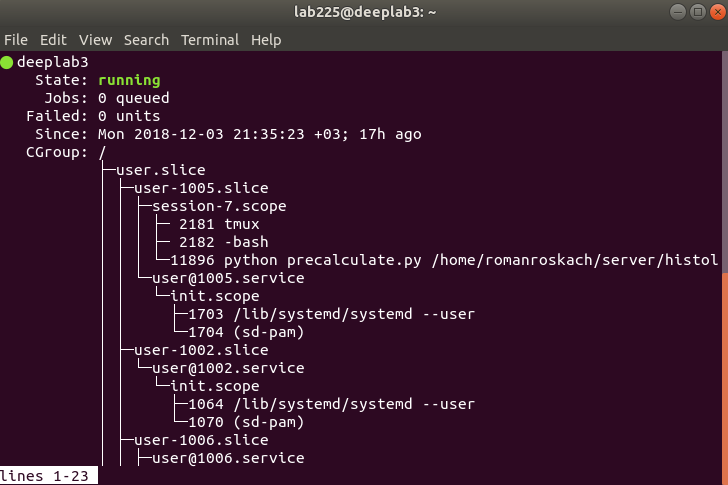 lab225@deeplab3: ~
File Edit View Search Terminal Help
● deeplab3
State: running
Jobs: 0 queued
Failed: 0 units
Since: Mon 2018-12-03 21:35:23 +03; 17h ago
CGroup: /
├─user.slice
│ ├─user-1005.slice
│ │ ├─session-7.scope
│ │ │ ├─ 2181 tmux
│ │ │ ├─ 2182 -bash
│ │ │ └─11896 python precalculate.py /home/romanroskach/server/histol
│ │ └─user@1005.service
│ │   └─init.scope
│ │     ├─1703 /lib/systemd/systemd --user
│ │     └─1704 (sd-pam)
│ ├─user-1002.slice
│ │ └─user@1002.service
│ │   └─init.scope
│ │     ├─1064 /lib/systemd/systemd --user
│ │     └─1070 (sd-pam)
│ ├─user-1006.slice
│ │ ├─user@1006.service
lines 1-23